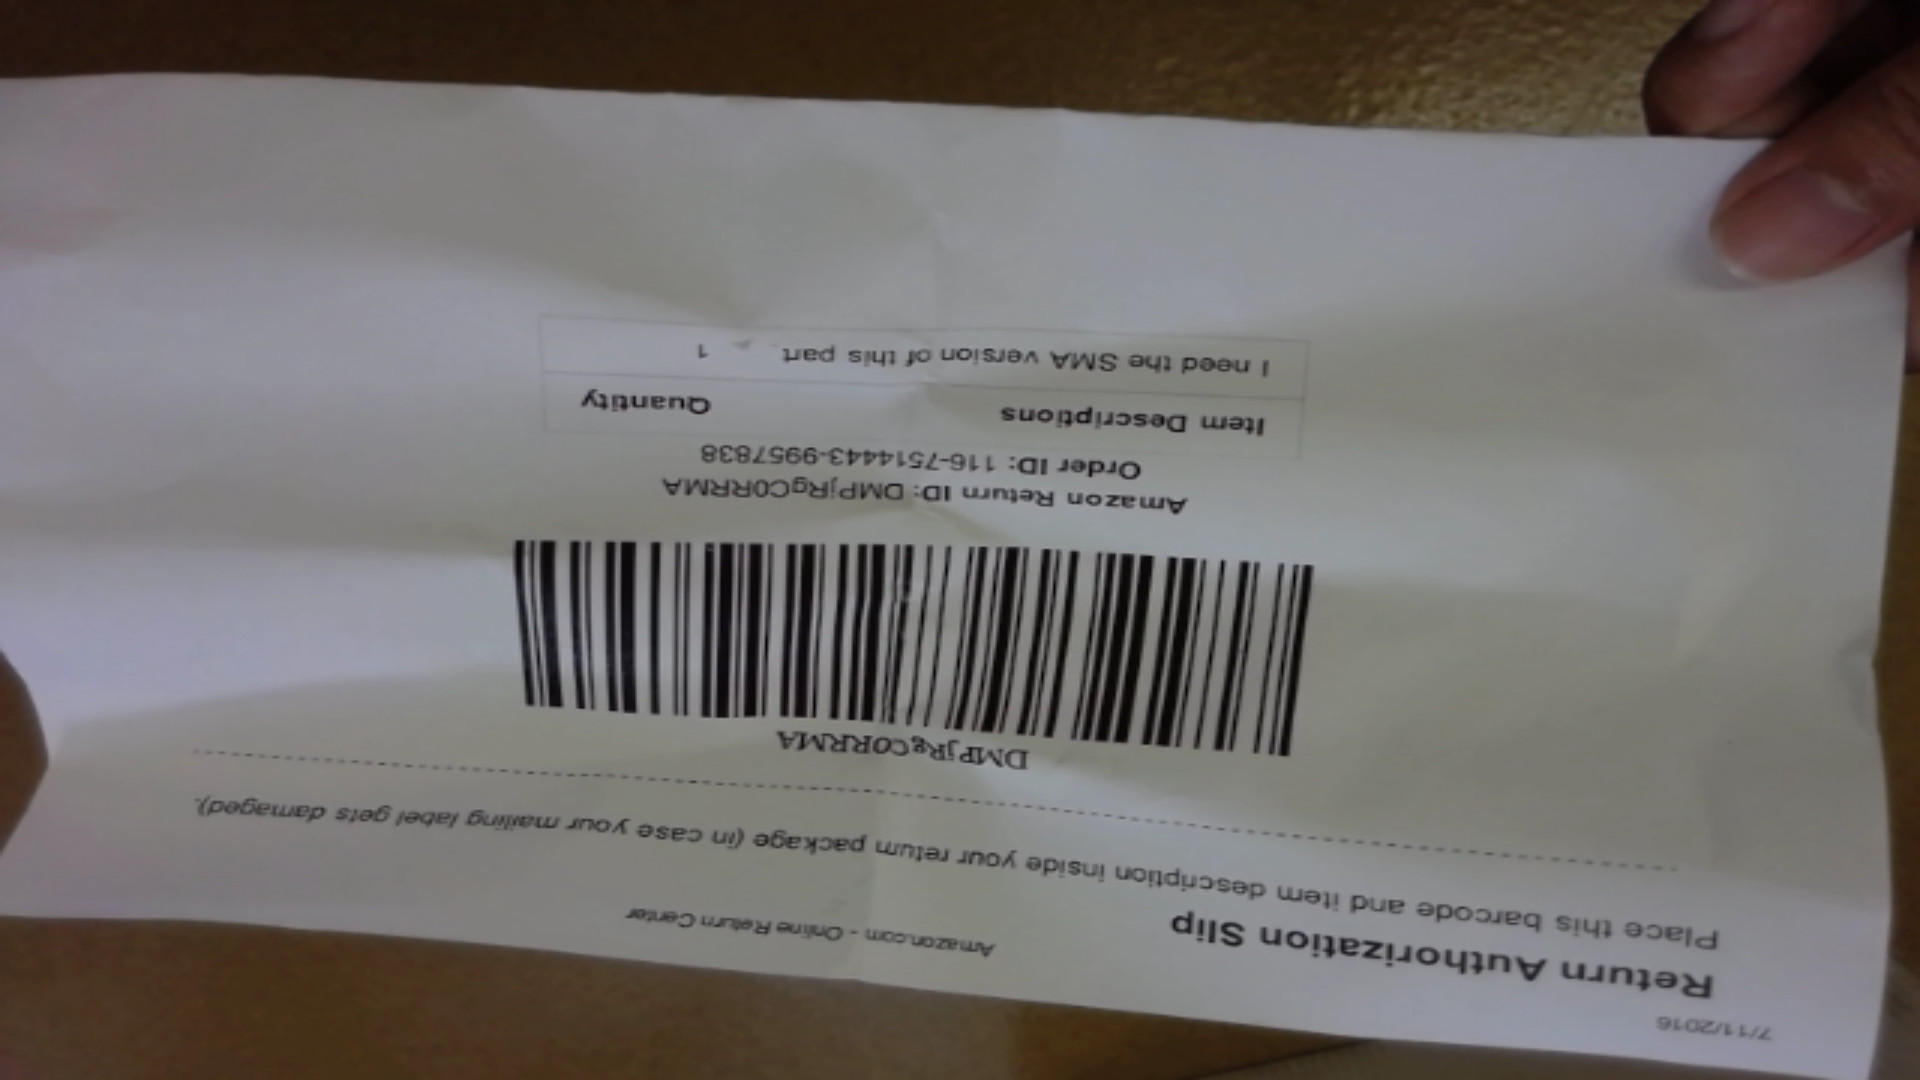 7/11/2016
Amazon.com - Online Return Center
Return Authorization Slip
Place this barcode and item description inside your return package (in case your mailing label gets damaged).
DMPjRgC0RRMA
Amazon Return ID: DMPjRgC0RRMA
Order ID: 116-7514443-9957838
Item Descriptions Quantity
I need the SMA version of this part 1